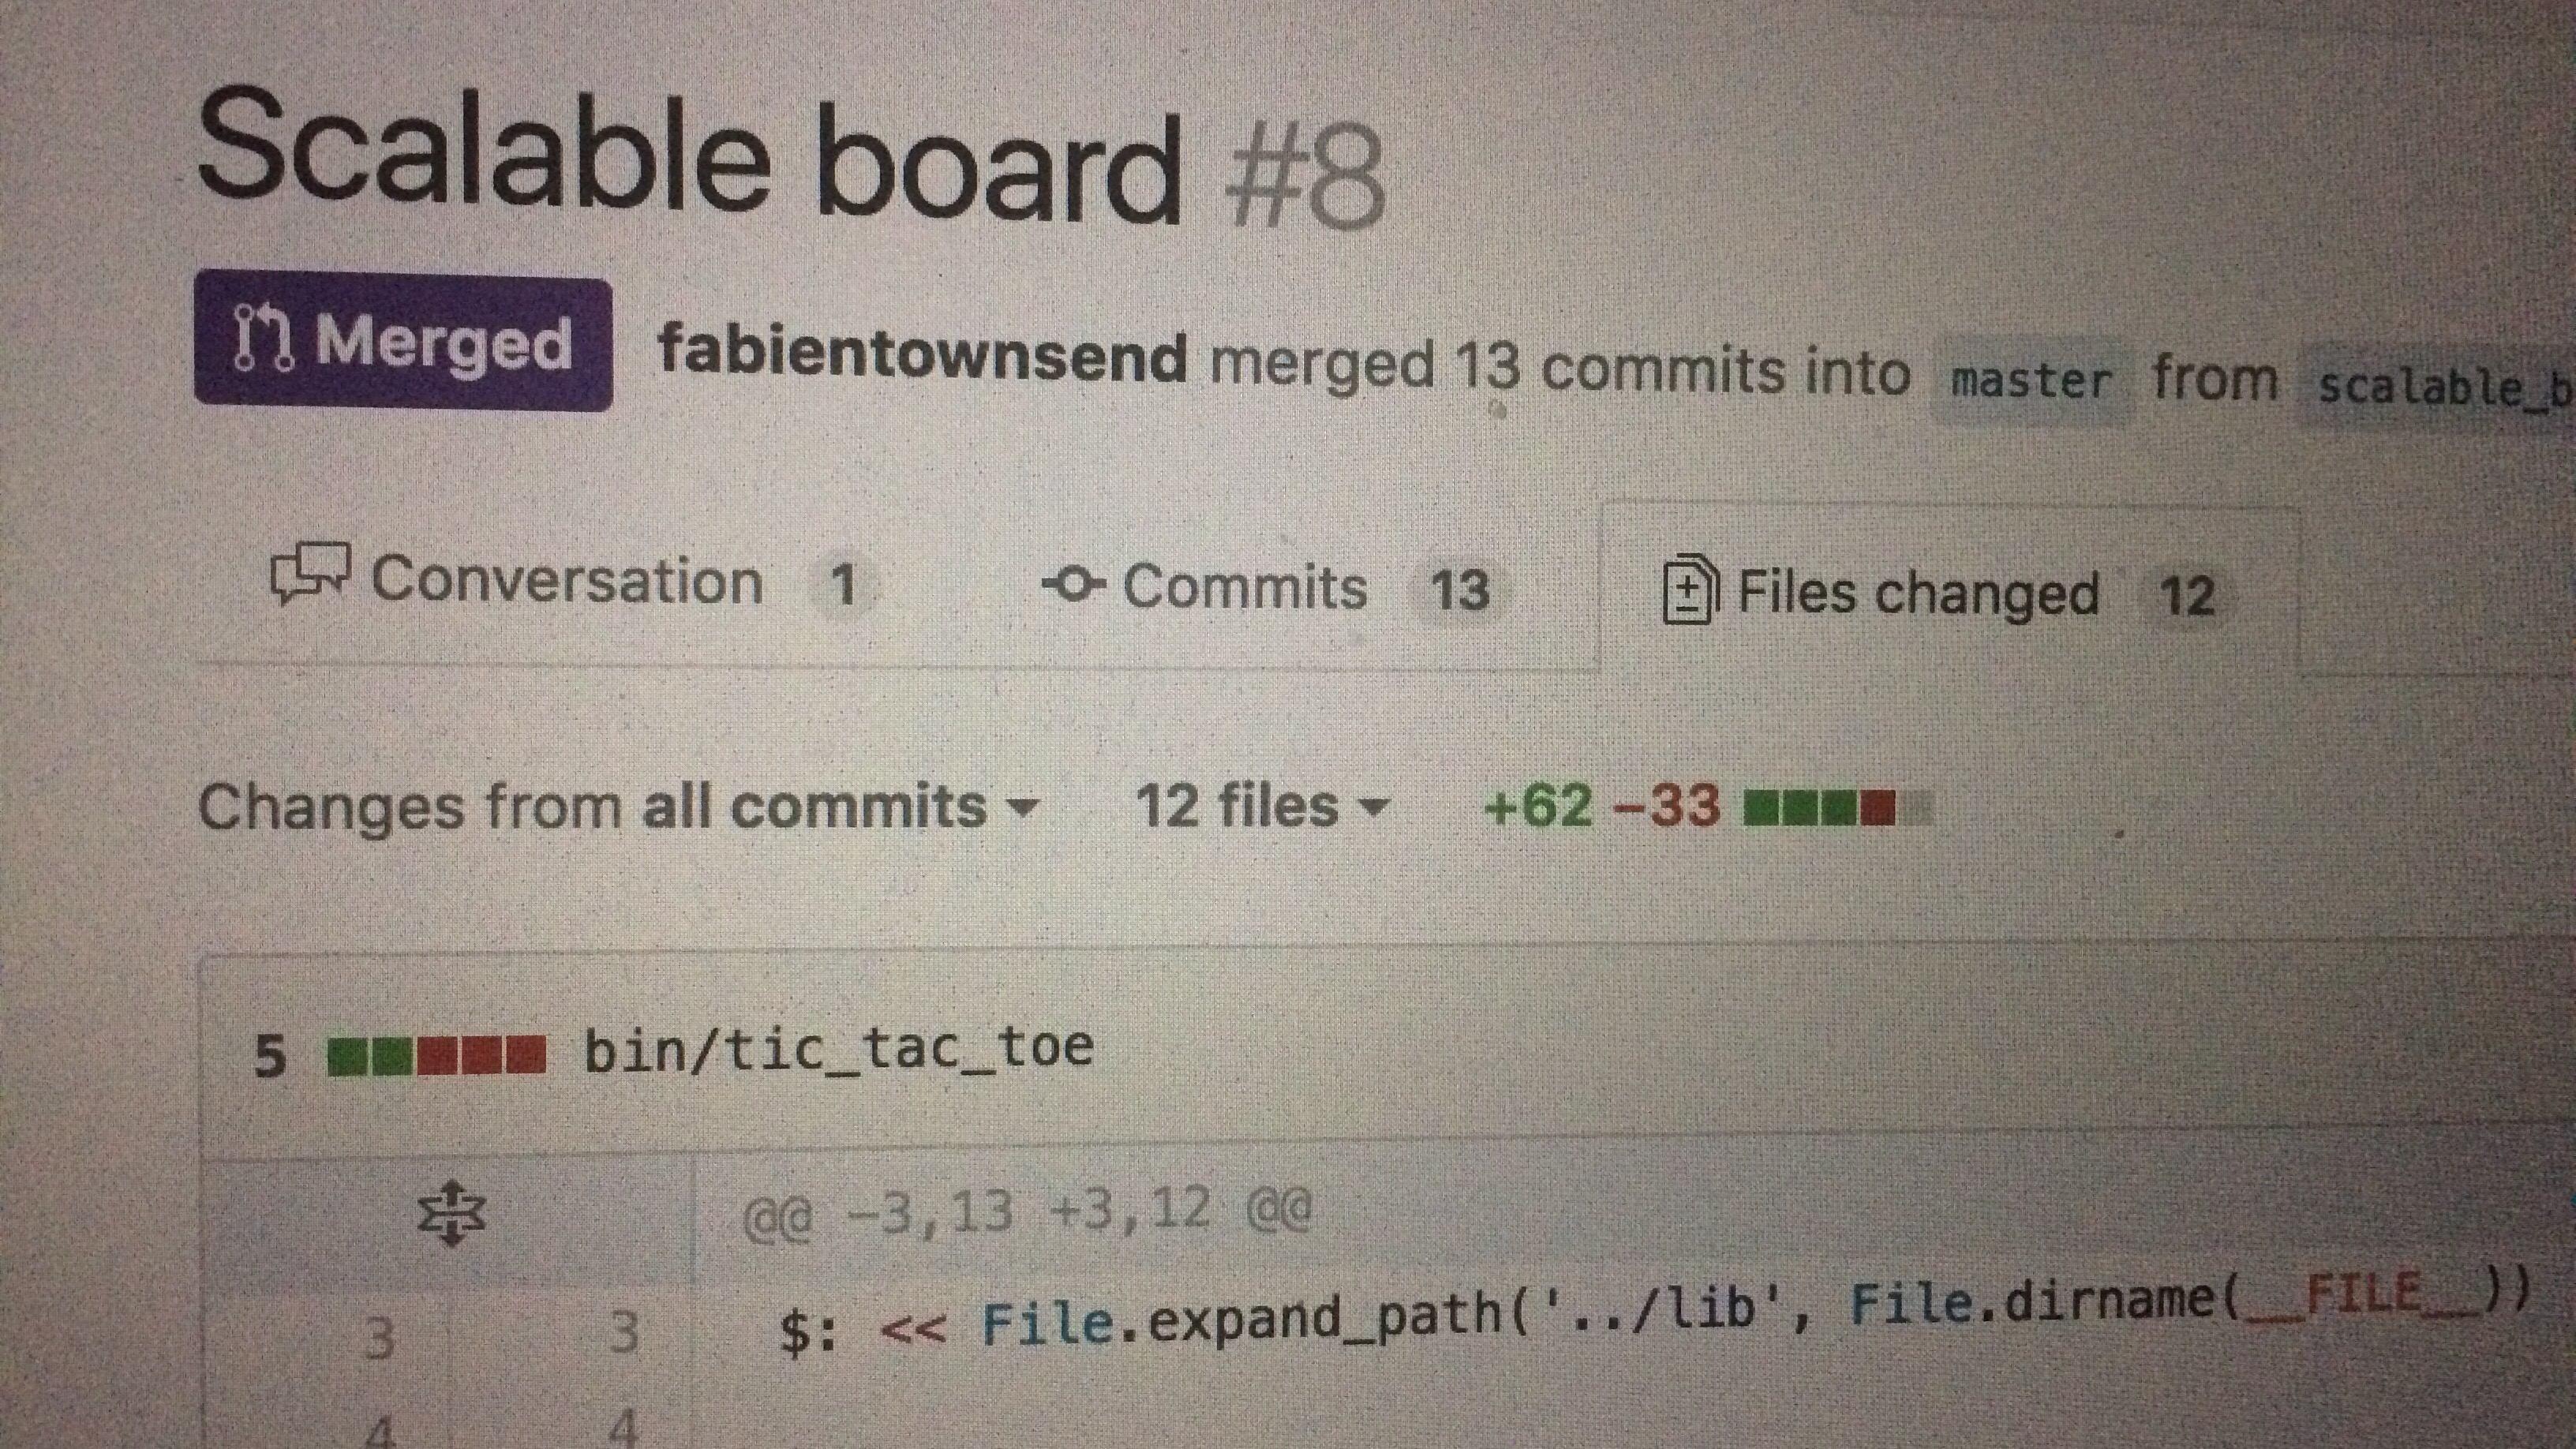 Scalable board #8
Merged fabientownsend merged 13 commits into master from scalable_b
Conversation 1 Commits 13 Files changed 12
Changes from all commits 12 files +62 −33
5 bin/tic_tac_toe
@@ −3,13 +3,12 @@
3 3 $: << File.expand_path('../lib', File.dirname(__FILE__))
4 4